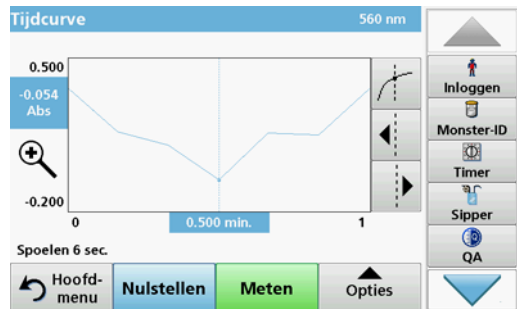 Tijdcurve 560 nm
0.500
-0.054
Abs
-0.200
0 0.500 min. 1
Spoelen 6 sec.
Hoofd-
menu
Nulstellen
Meten
Opties
Inloggen
Monster-ID
Timer
Sipper
QA